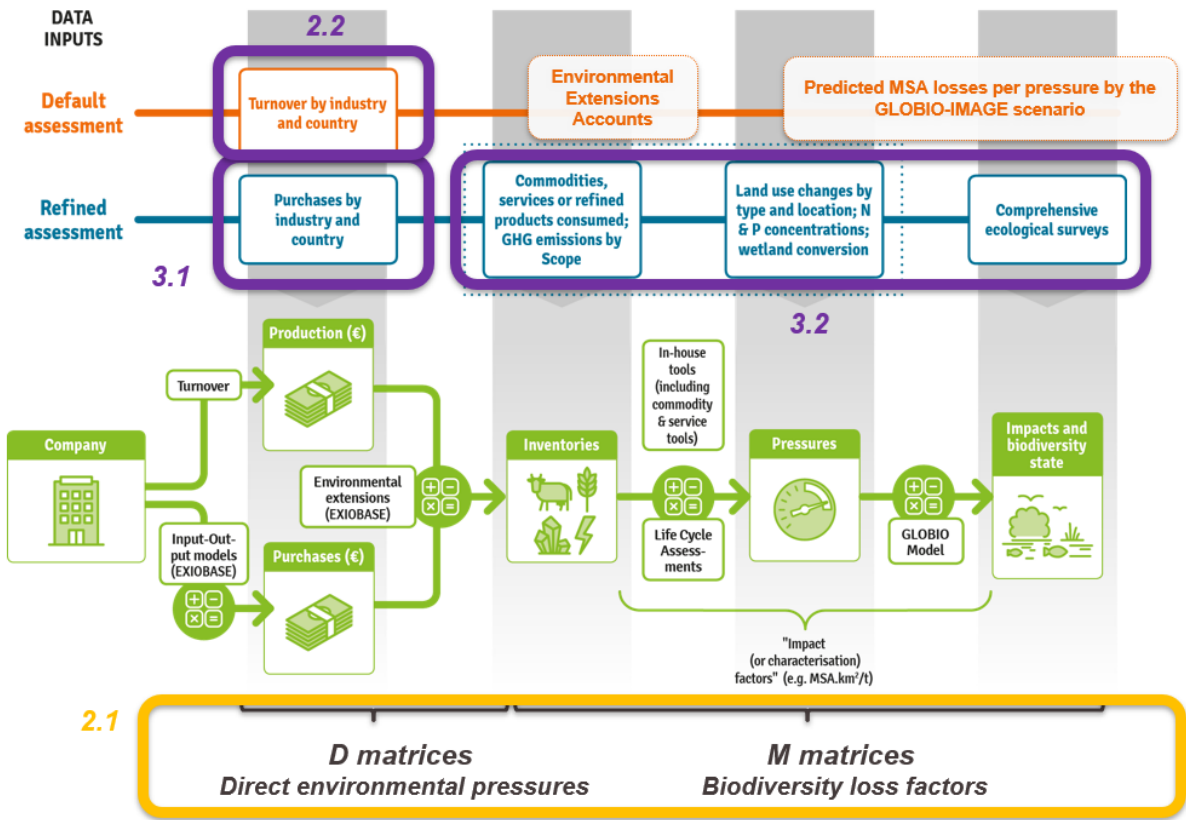 DATA
INPUTS
2.2
Default
assessment
Turnover by industry
and country
Environmental
Extensions
Accounts
Predicted MSA losses per pressure by the
GLOBIO-IMAGE scenario
Refined
assessment
Purchases by
industry and
country
Commodities,
services or refined
products consumed;
GHG emissions by
Scope
Land use changes by
type and location; N
& P concentrations;
wetland conversion
Comprehensive
ecological surveys
3.1
3.2
Production (€)
Turnover
In-house
tools
(including
commodity
& service
tools)
Company
Inventories
Pressures
Impacts and
biodiversity
state
Environmental
extensions
(EXIOBASE)
Input-Out-
put models
(EXIOBASE)
Purchases (€)
Life Cycle
Assess-
ments
GLOBIO
Model
"Impact
(or characterisation)
factors" (e.g. MSA.km²/t)
2.1
D matrices
Direct environmental pressures
M matrices
Biodiversity loss factors